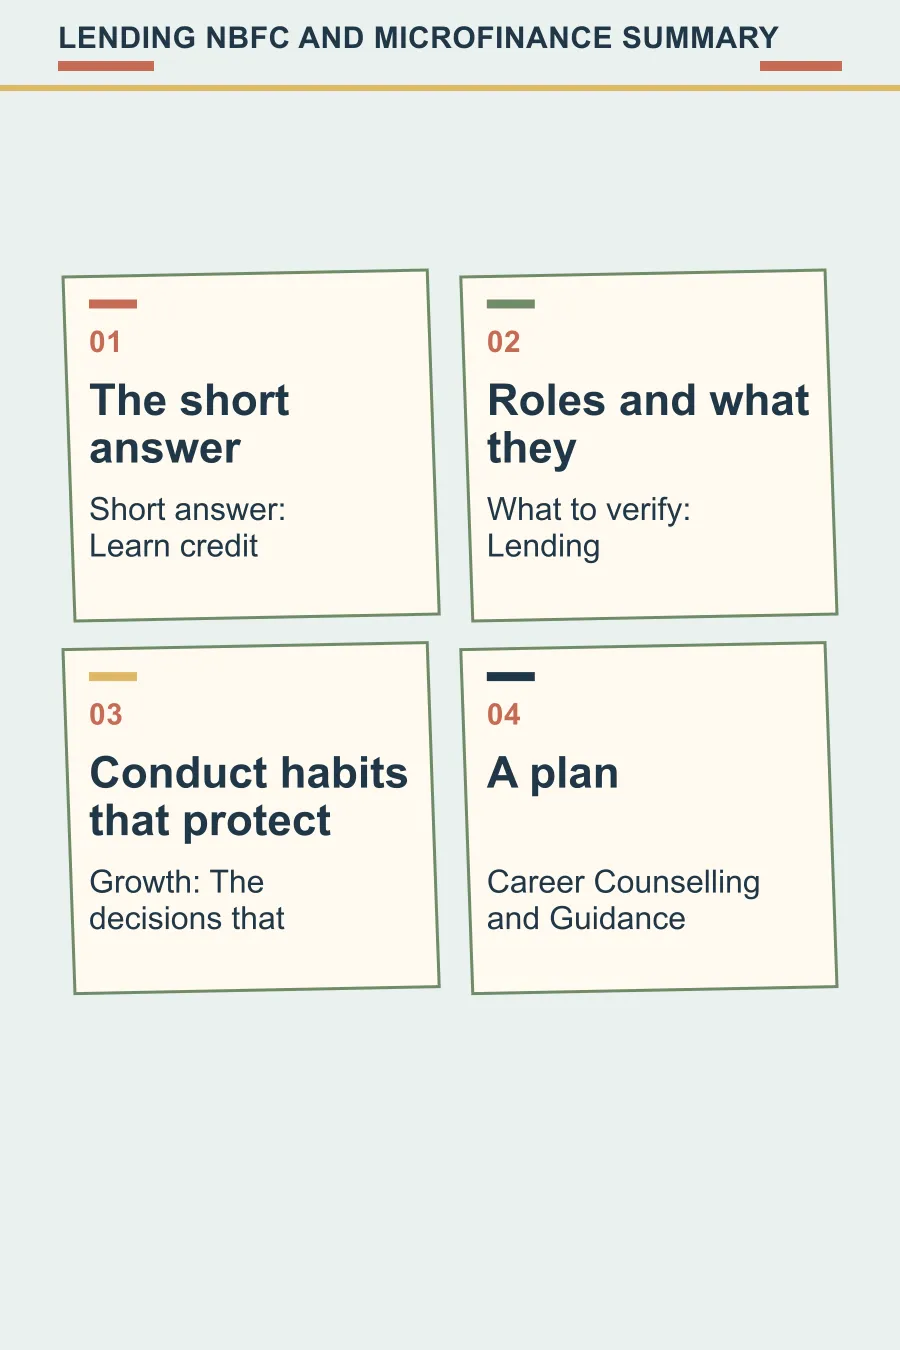 LENDING NBFC AND MICROFINANCE SUMMARY
01
The short
answer
Short answer:
Learn credit
02
Roles and what
they
What to verify:
Lending
03
Conduct habits
that protect
Growth: The
decisions that
04
A plan
Career Counselling
and Guidance